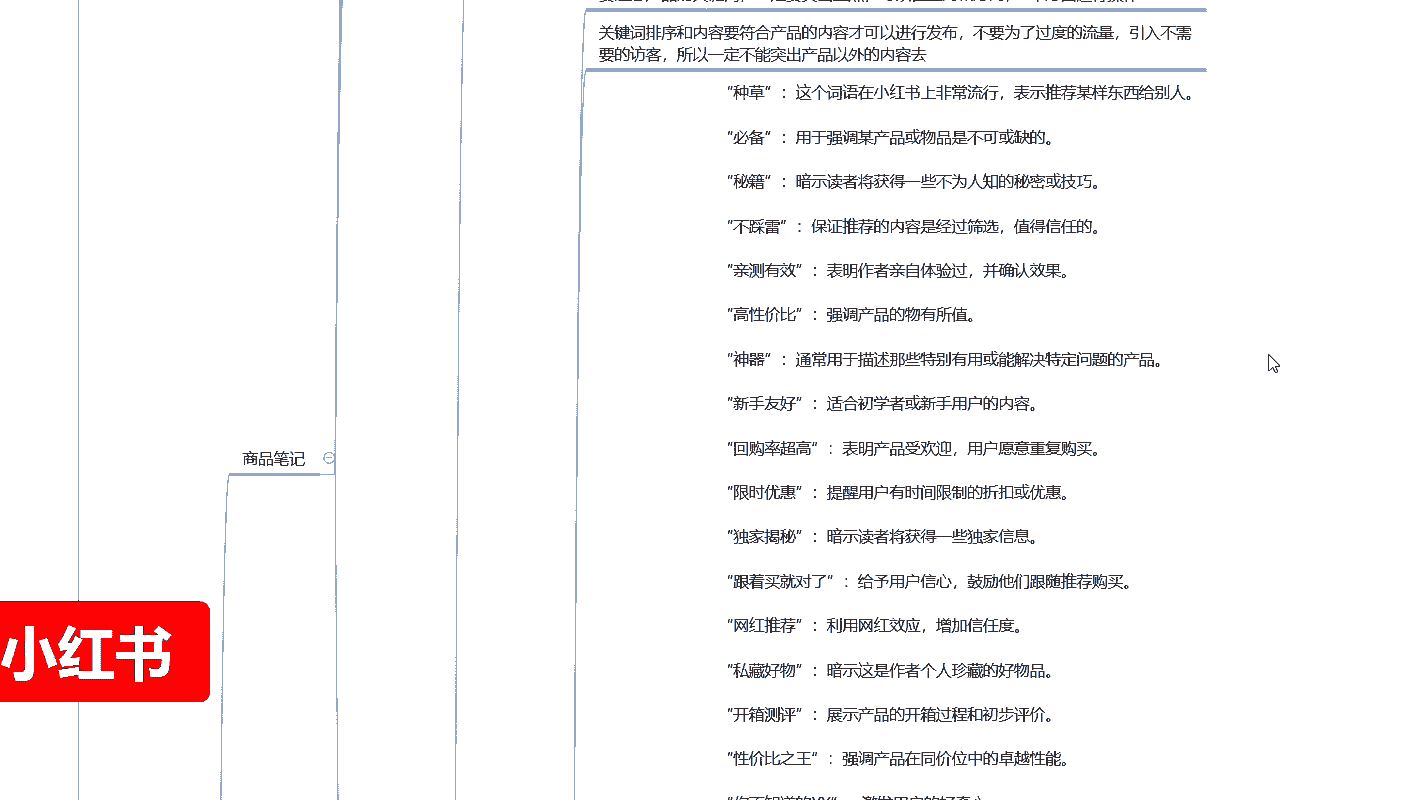 关键词排序和内容要符合产品的内容才可以进行发布，不要为了过度的流量，引入不需
要的访客，所以一定不能突出产品以外的内容去
"种草" ： 这个词语在小红书上非常流行，表示推荐某样东西给别人。
"必备" ： 用于强调某产品或物品是不可或缺的。
"秘籍" ： 暗示读者将获得一些不为人知的秘密或技巧。
"不踩雷" ： 保证推荐的内容是经过筛选，值得信任的。
"亲测有效" ： 表明作者亲自体验过，并确认效果。
"高性价比" ： 强调产品的物有所值。
"神器" ： 通常用于描述那些特别有用或能解决特定问题的产品。
"新手友好" ： 适合初学者或新手用户的内容。
"回购率超高" ： 表明产品受欢迎，用户愿意重复购买。
商品笔记
"限时优惠" ： 提醒用户有时间限制的折扣或优惠。
"独家揭秘" ： 暗示读者将获得一些独家信息。
"跟着买就对了" ： 给予用户信心，鼓励他们跟随推荐购买。
"网红推荐" ： 利用网红效应，增加信任度。
小红书
"私藏好物" ： 暗示这是作者个人珍藏的好物品。
"开箱测评" ： 展示产品的开箱过程和初步评价。
"性价比之王" ： 强调产品在同价位中的卓越性能。